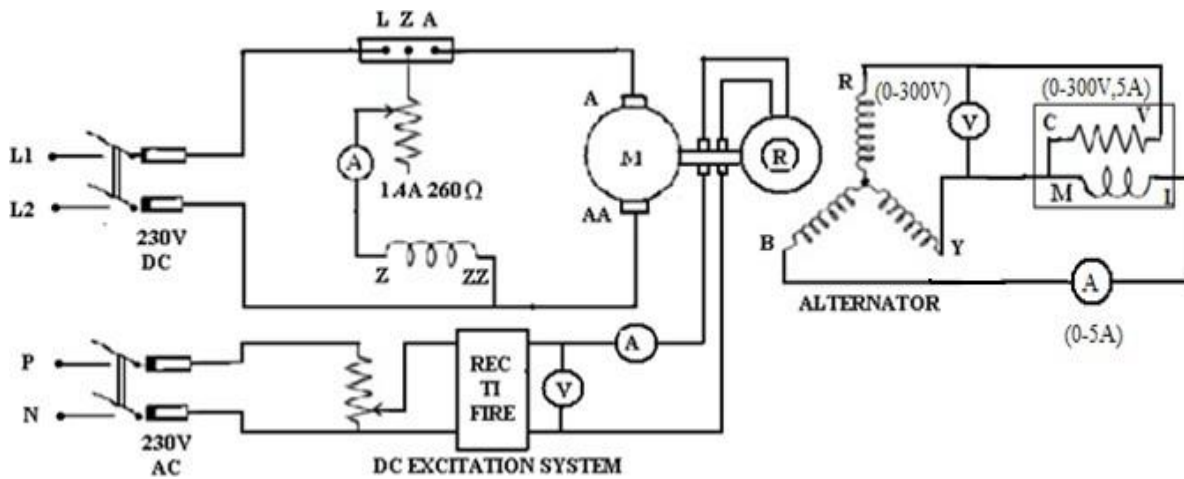 L Z A
A
R
(0-300V)
(0-300V,5A)
V
C
V
L1
A
M
R
M
L
L2
1.4A 260 Ω
AA
B
Y
230V
DC
Z
ZZ
A
ALTERNATOR
(0-5A)
A
P
REC
TI
FIRE
V
N
230V
AC
DC EXCITATION SYSTEM